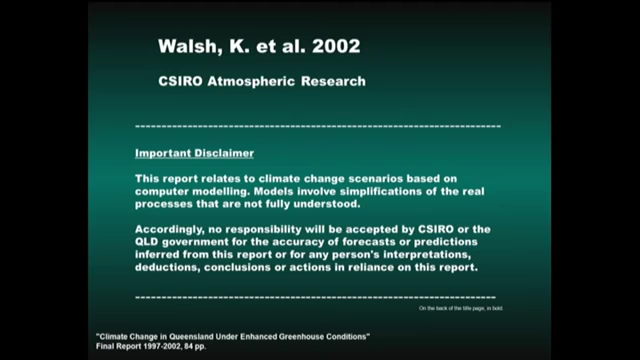 Walsh, K. et al. 2002
CSIRO Atmospheric Research
Important Disclaimer
This report relates to climate change scenarios based on
computer modelling. Models involve simplifications of the real
processes that are not fully understood.
Accordingly, no responsibility will be accepted by CSIRO or the
QLD government for the accuracy of forecasts or predictions
inferred from this report or for any person's interpretations,
deductions, conclusions or actions in reliance on this report.
On the back of the title page, in bold.
"Climate Change in Queensland Under Enhanced Greenhouse Conditions"
Final Report 1997-2002, 84 pp.